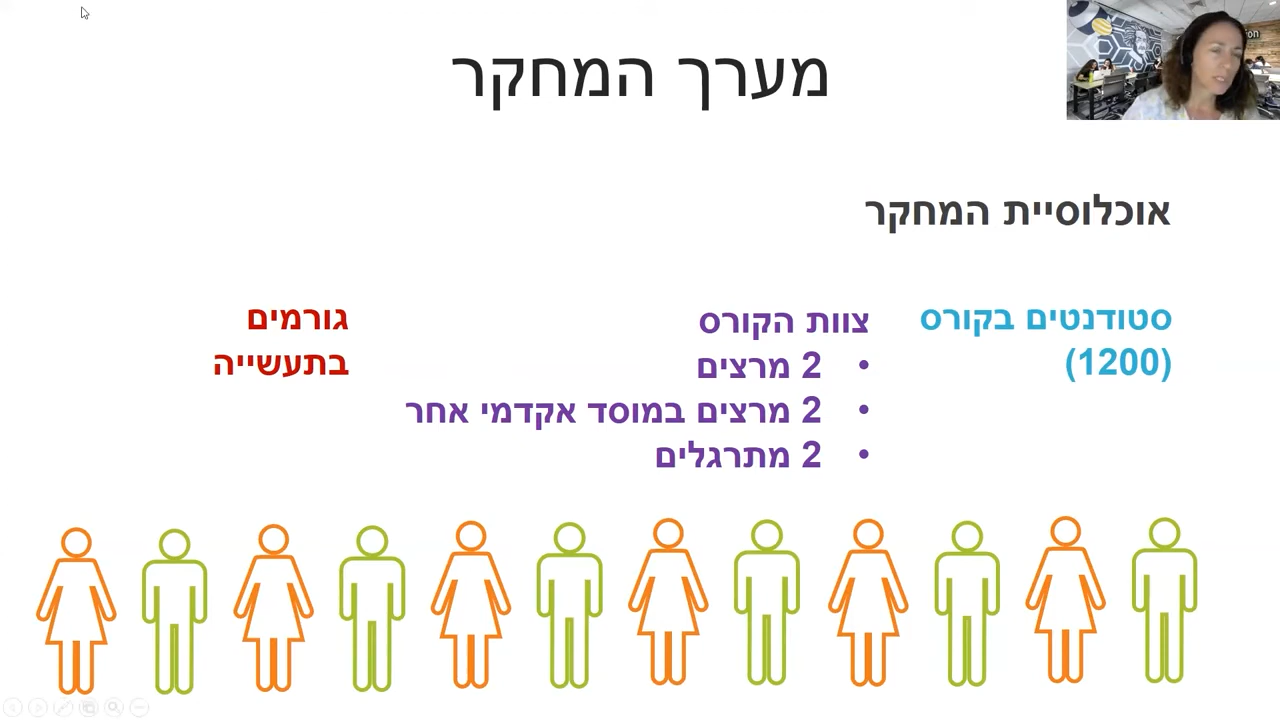 מערך המחקר
אוכלוסיית המחקר
סטודנטים בקורס
(1200)
צוות הקורס
• 2 מרצים
• 2 מרצים במוסד אקדמי אחר
• 2 מתרגלים
גורמים
בתעשייה